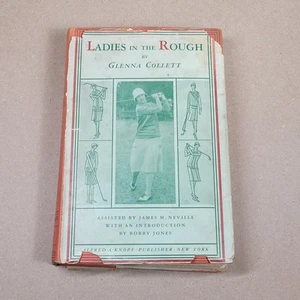 LADIES IN THE ROUGH
BY
GLENNA COLLETT
ASSISTED BY JAMES M. NEVILLE
WITH AN INTRODUCTION
BY BOBBY JONES
ALFRED · A · KNOPF · PUBLISHER · NEW YORK